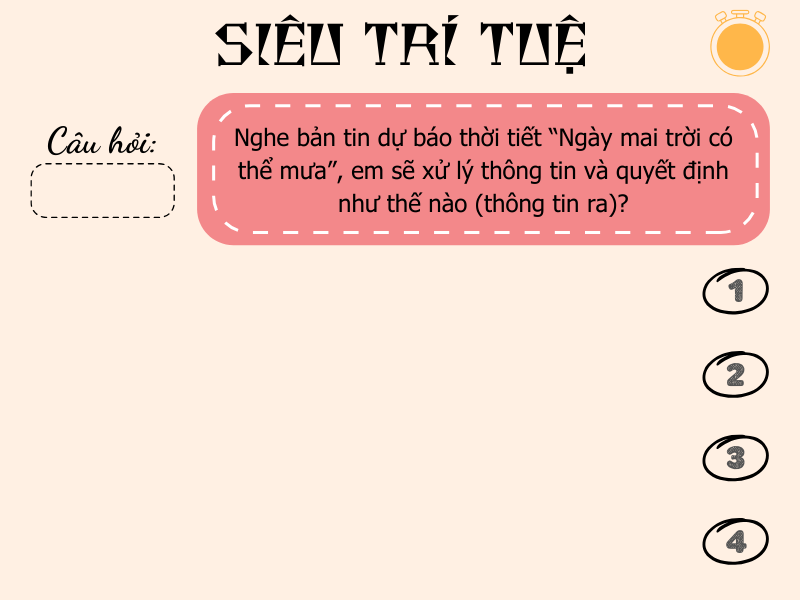 SIÊU TRÍ TUỆ
Câu hỏi:
Nghe bản tin dự báo thời tiết “Ngày mai trời có
thể mưa”, em sẽ xử lý thông tin và quyết định
như thế nào (thông tin ra)?
1
2
3
4